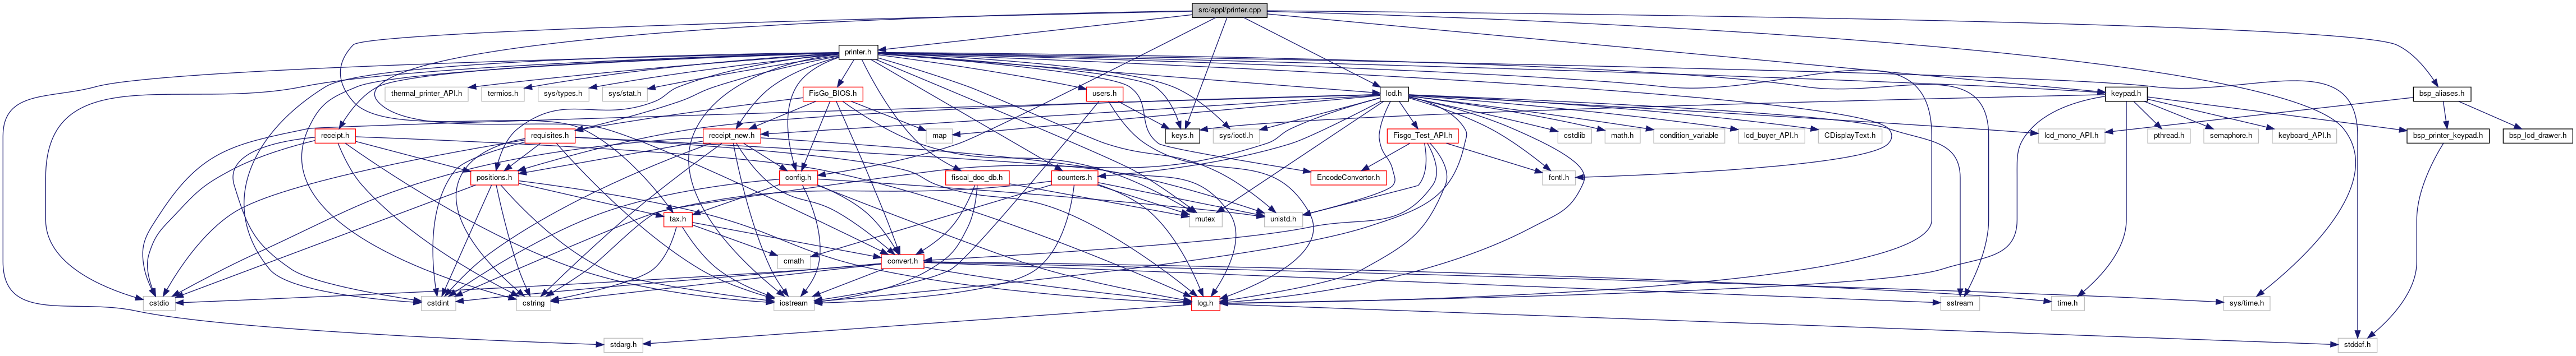 src/appl/printer.cpp
printer.h
thermal_printer_API.h
termios.h
sys/types.h
sys/stat.h
FisGo_BIOS.h
users.h
lcd.h
keypad.h
bsp_aliases.h
receipt.h
requisites.h
receipt_new.h
map
keys.h
sys/ioctl.h
Fisgo_Test_API.h
cstdlib
math.h
condition_variable
lcd_buyer_API.h
CDisplayText.h
lcd_mono_API.h
pthread.h
semaphore.h
keyboard_API.h
bsp_printer_keypad.h
bsp_lcd_drawer.h
positions.h
config.h
fiscal_doc_db.h
counters.h
EncodeConvertor.h
fcntl.h
tax.h
mutex
unistd.h
cmath
convert.h
cstdio
cstdint
cstring
iostream
log.h
sstream
time.h
sys/time.h
stdarg.h
stddef.h